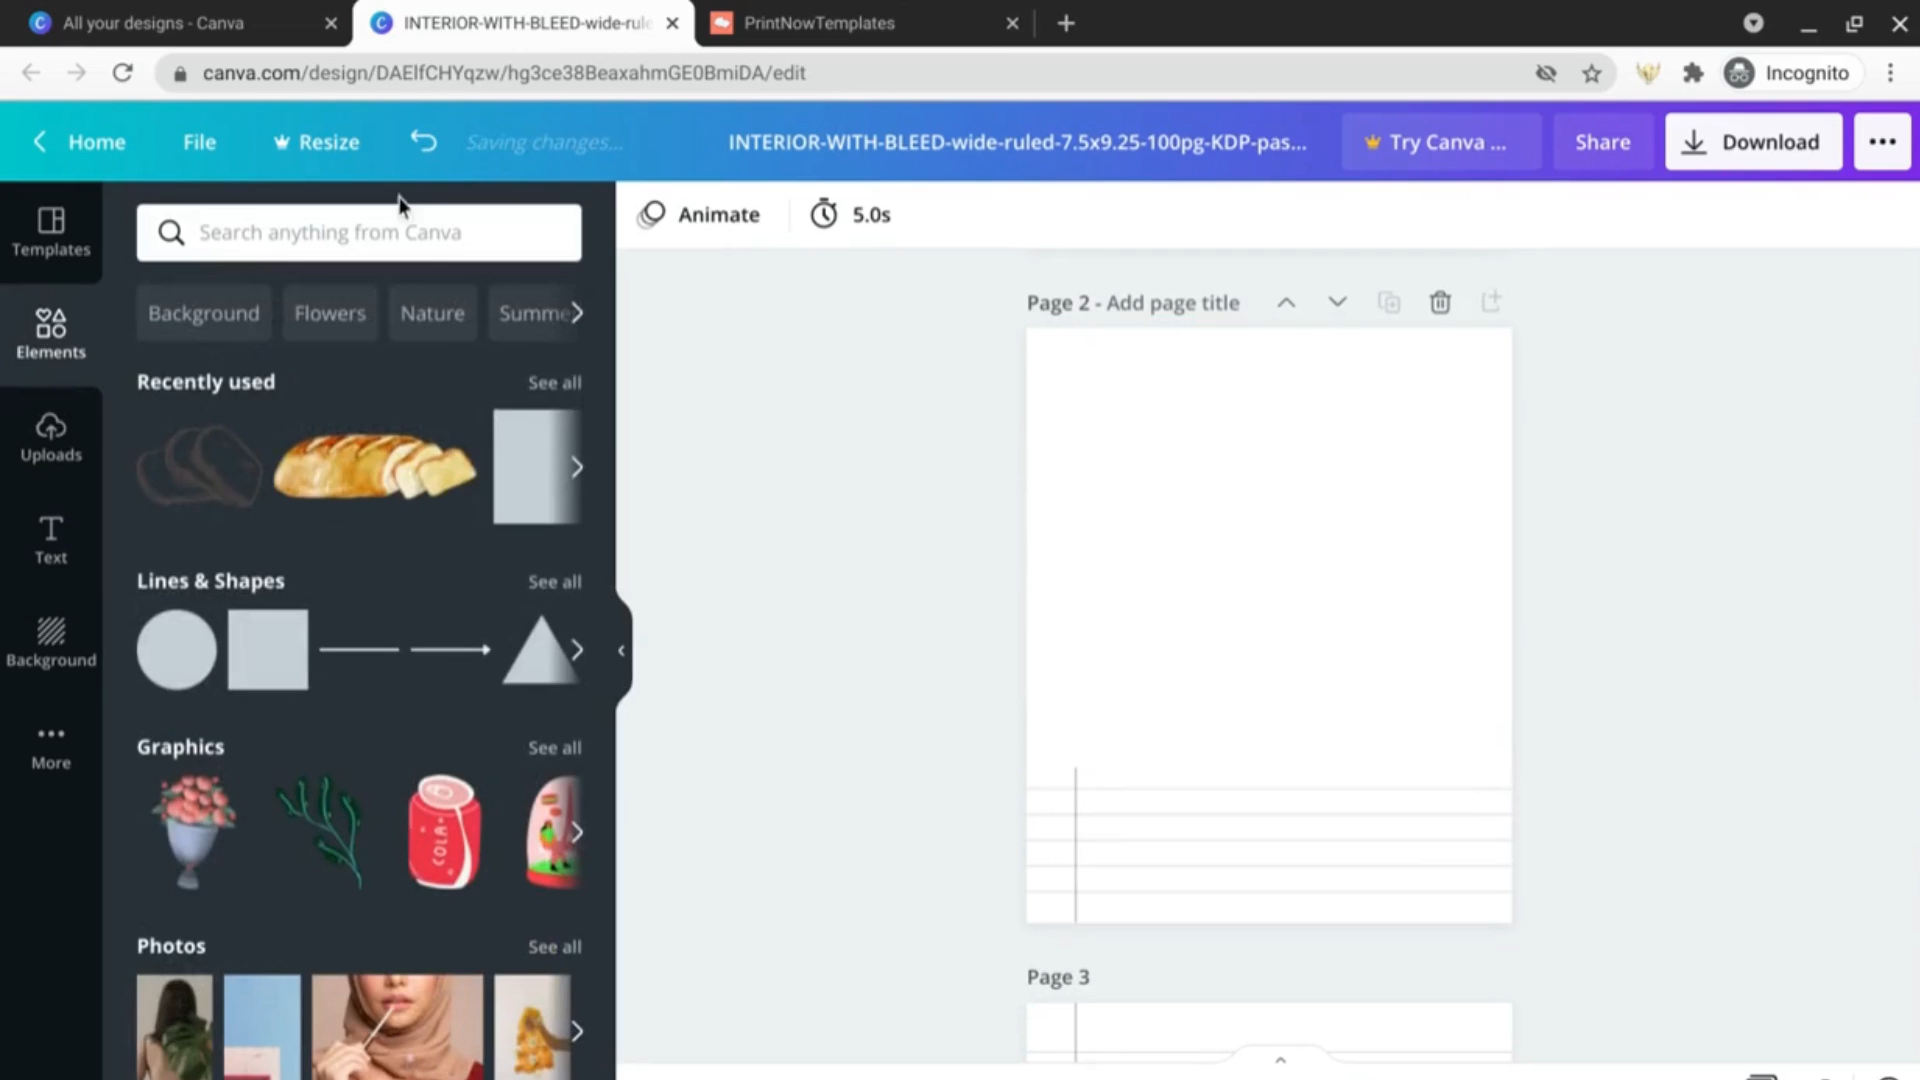 All your designs - Canva
INTERIOR-WITH-BLEED-wide-rule
PrintNowTemplates
canva.com/design/DAElfCHYqzw/hg3ce38BeaxahmGE0BmiDA/edit
Incognito
Home
File
Resize
Saving changes...
INTERIOR-WITH-BLEED-wide-ruled-7.5x9.25-100pg-KDP-pas...
Try Canva ...
Share
Download
Templates
Search anything from Canva
Animate
5.0s
Background
Flowers
Nature
Summe
Page 2 - Add page title
Elements
Recently used
See all
Uploads
Text
Lines & Shapes
See all
Background
More
Graphics
See all
COLA
Photos
See all
Page 3